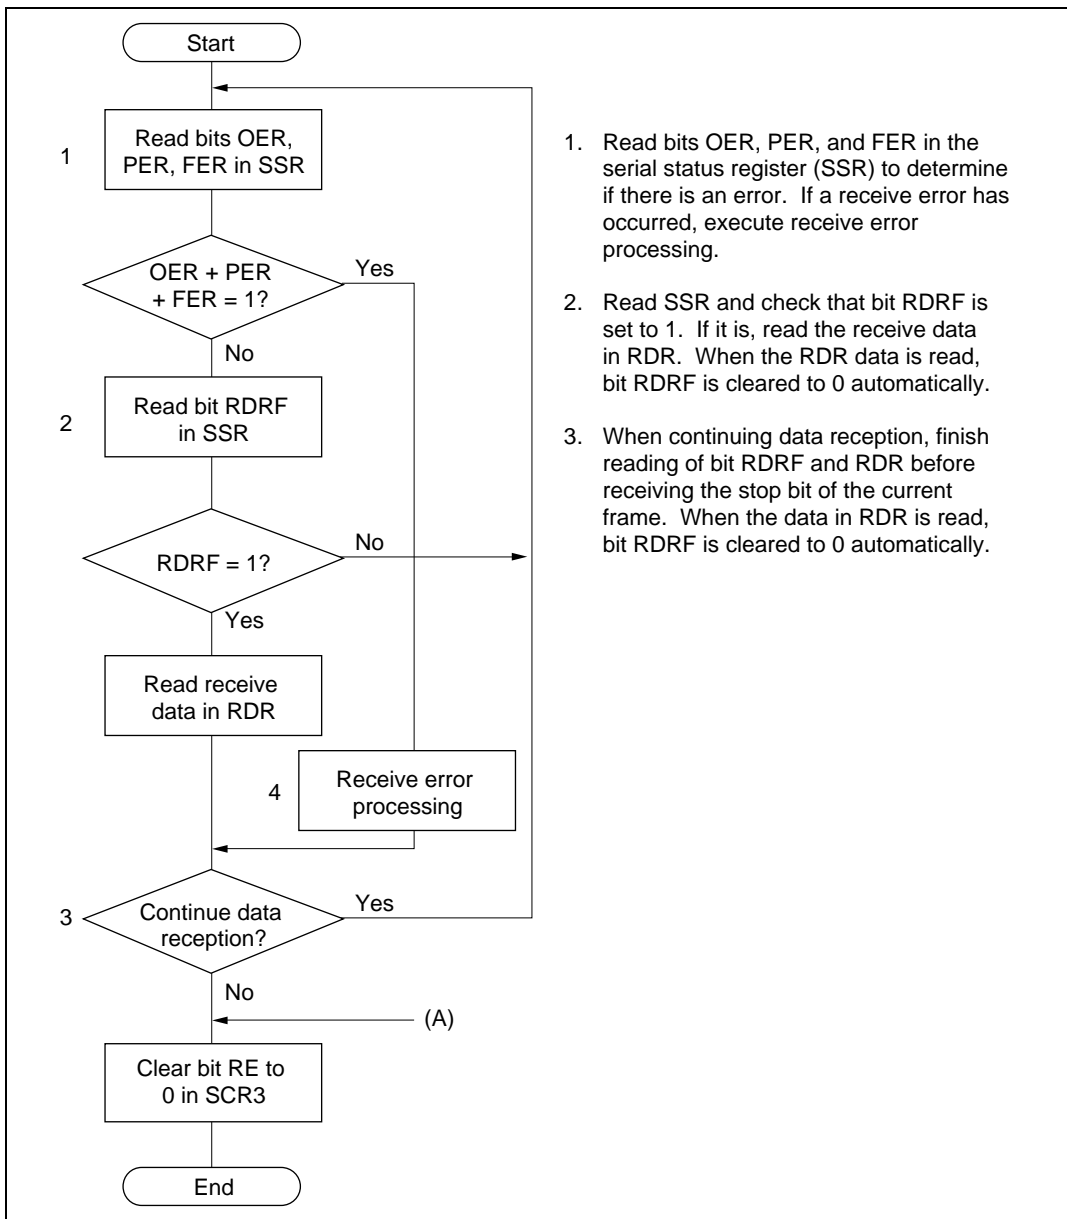 Start
1
Read bits OER,
PER, FER in SSR
OER + PER
+ FER = 1?
Yes
No
2
Read bit RDRF
in SSR
RDRF = 1?
No
Yes
Read receive
data in RDR
4
Receive error
processing
3
Continue data
reception?
Yes
No
(A)
Clear bit RE to
0 in SCR3
End
1. Read bits OER, PER, and FER in the
serial status register (SSR) to determine
if there is an error. If a receive error has
occurred, execute receive error
processing.
2. Read SSR and check that bit RDRF is
set to 1. If it is, read the receive data
in RDR. When the RDR data is read,
bit RDRF is cleared to 0 automatically.
3. When continuing data reception, finish
reading of bit RDRF and RDR before
receiving the stop bit of the current
frame. When the data in RDR is read,
bit RDRF is cleared to 0 automatically.